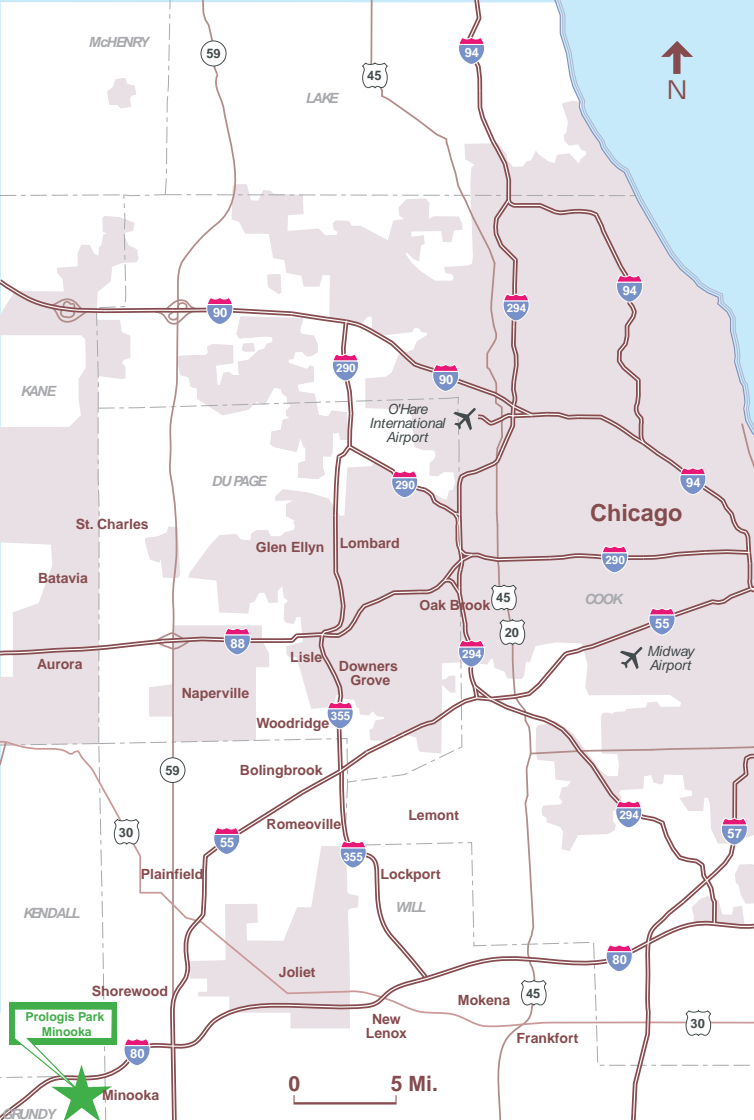 McHENRY
59
45
94
LAKE
N
90
294
94
290
90
KANE
O'Hare
International
Airport
DU PAGE
290
94
Chicago
St. Charles
Glen Ellyn
Lombard
290
Batavia
Oak Brook
45
COOK
20
55
88
Aurora
Lisle
Downers
Grove
294
Midway
Airport
Naperville
Woodridge
355
59
Bolingbrook
30
55
Romeoville
Lemont
294
57
355
Plainfield
Lockport
KENDALL
WILL
80
Joliet
Shorewood
Mokena
45
Prologis Park
Minooka
New
Lenox
30
Frankfort
80
Minooka
0
5 Mi.
GRUNDY